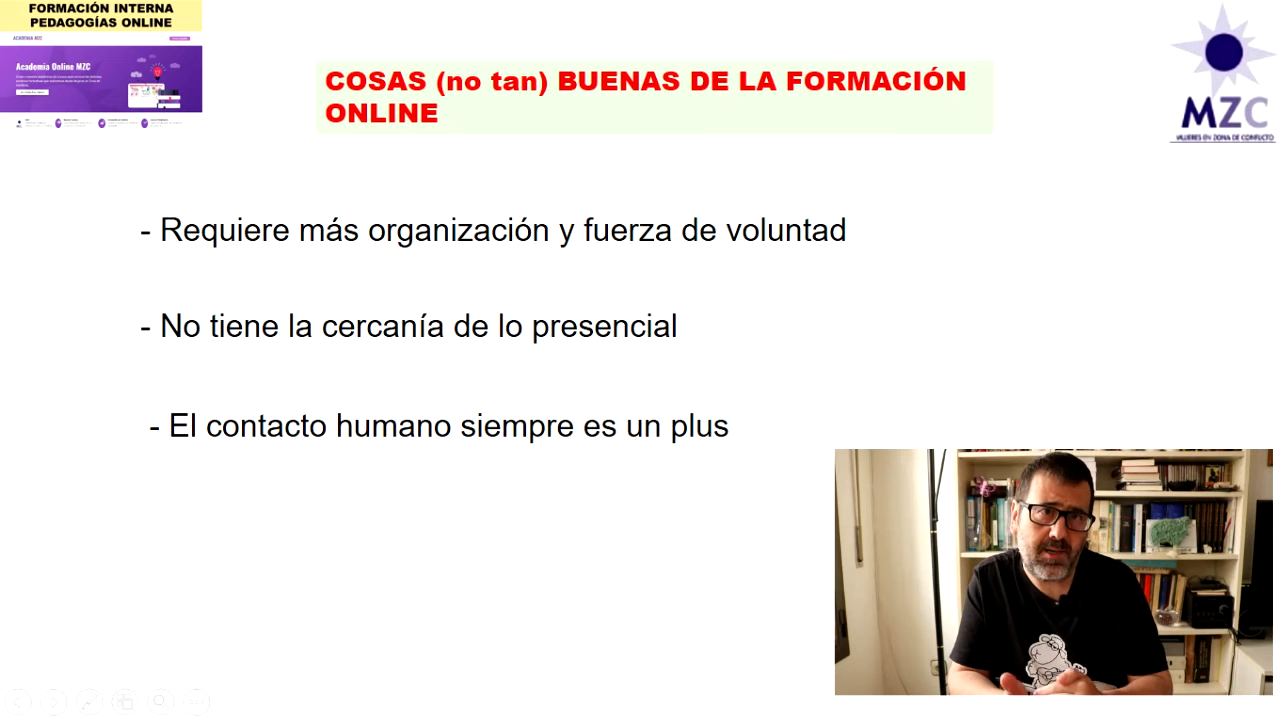 FORMACIÓN INTERNA
PEDAGOGÍAS ONLINE
ACADEMIA MZC
Academia Online MZC
COSAS (no tan) BUENAS DE LA FORMACIÓN
ONLINE
MZC
MUJERES EN ZONA DE CONFLICTO
- Requiere más organización y fuerza de voluntad
- No tiene la cercanía de lo presencial
- El contacto humano siempre es un plus